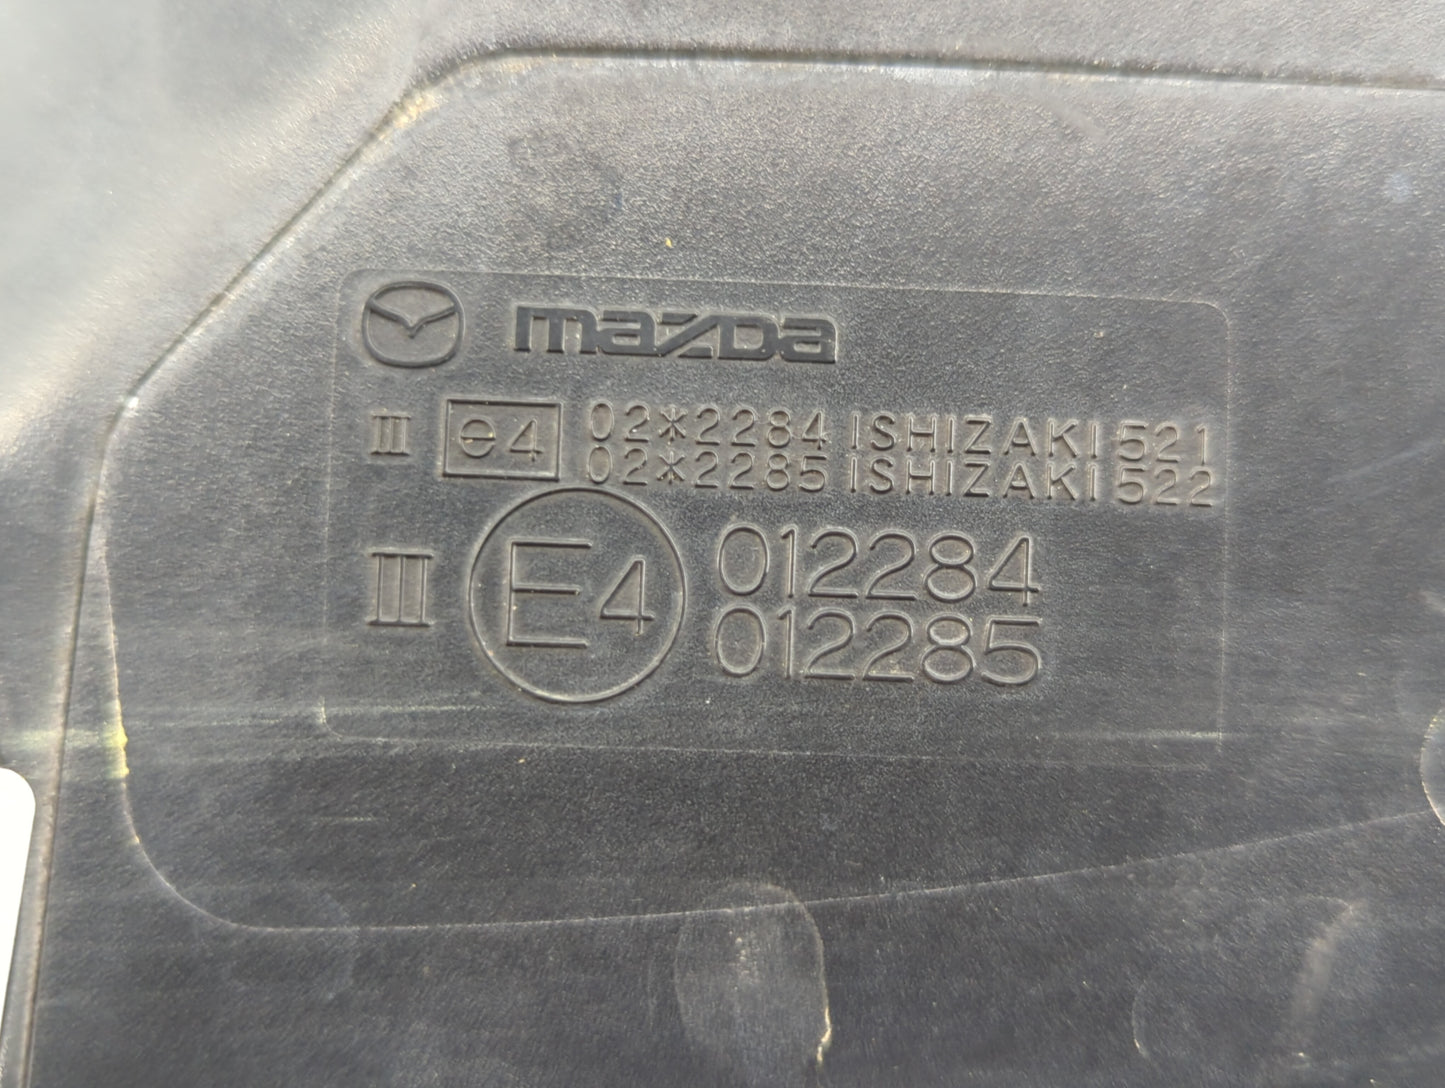 mazda
III e4 02*2284 ISHIZAKI 521
02*2285 ISHIZAKI 522
III E4 012284
012285